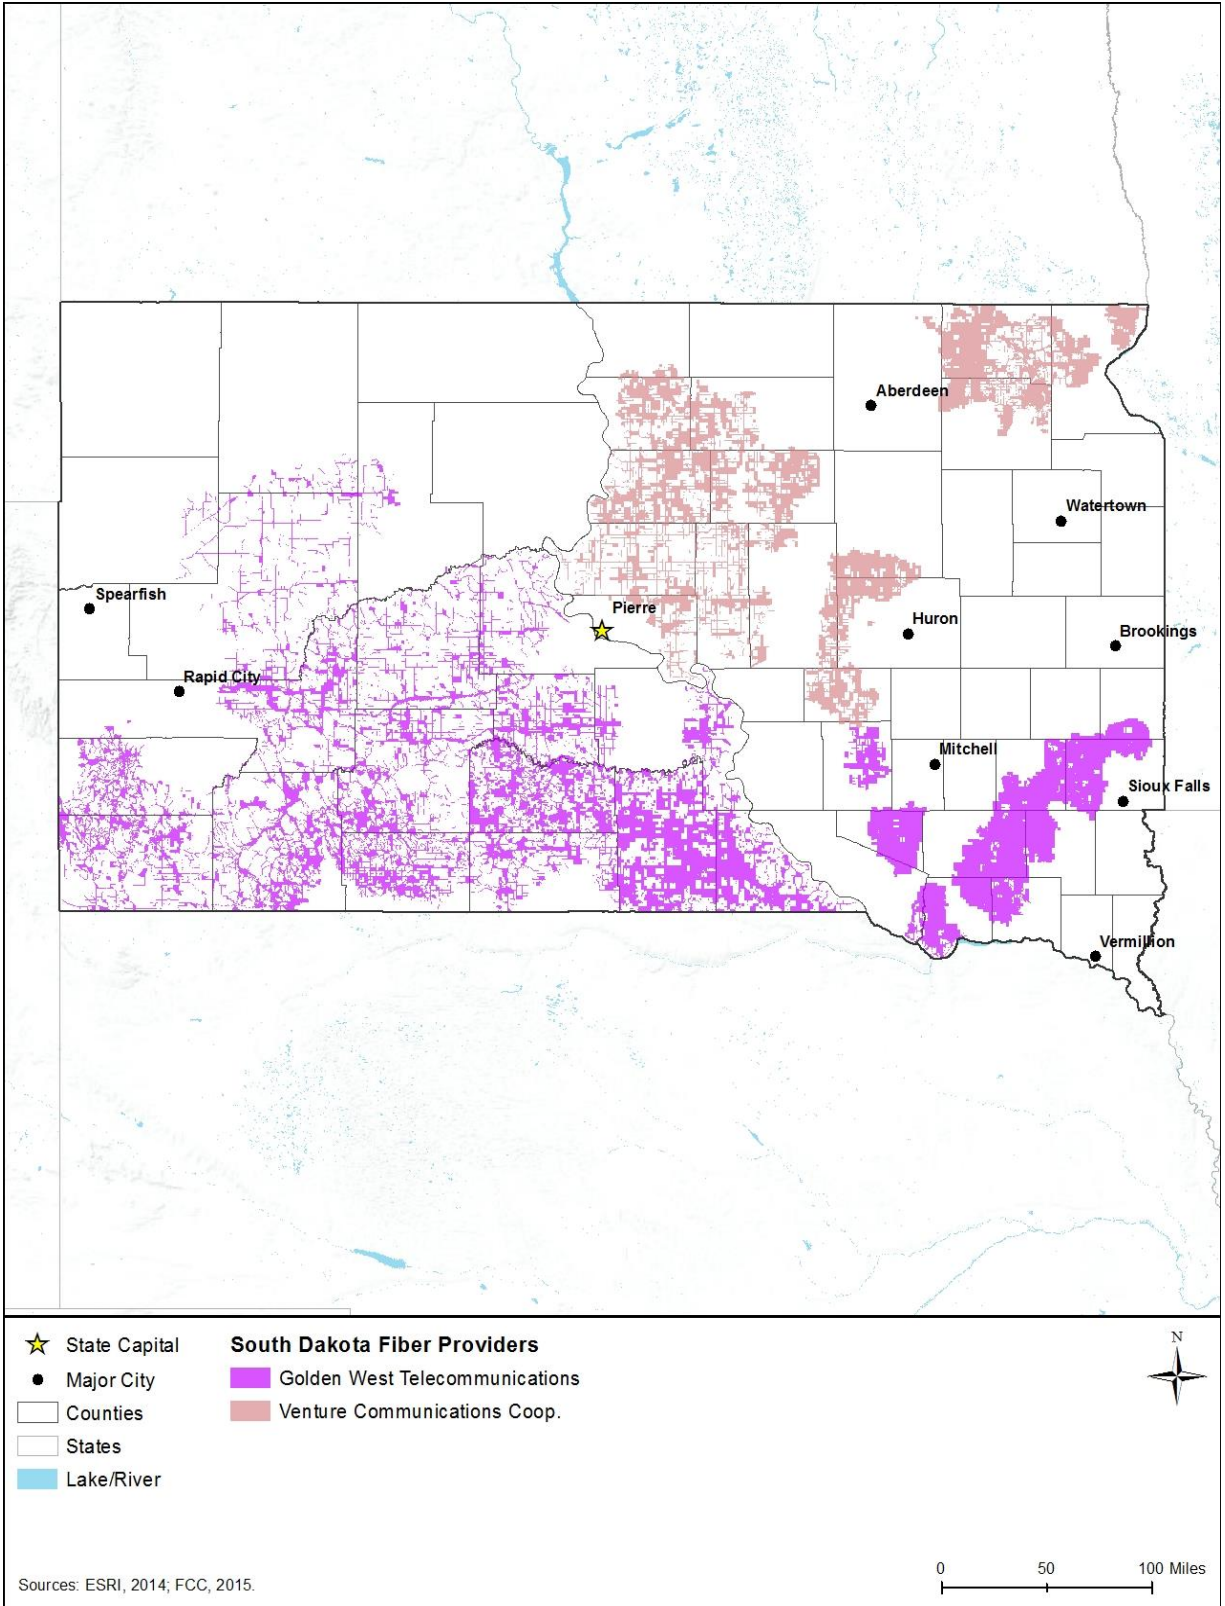 Aberdeen
Watertown
Spearfish
Pierre
Huron
Brookings
Rapid City
Mitchell
Sioux Falls
Vermillion
State Capital
Major City
Counties
States
Lake/River
South Dakota Fiber Providers
Golden West Telecommunications
Venture Communications Coop.
N
Sources: ESRI, 2014; FCC, 2015.
0 50 100 Miles